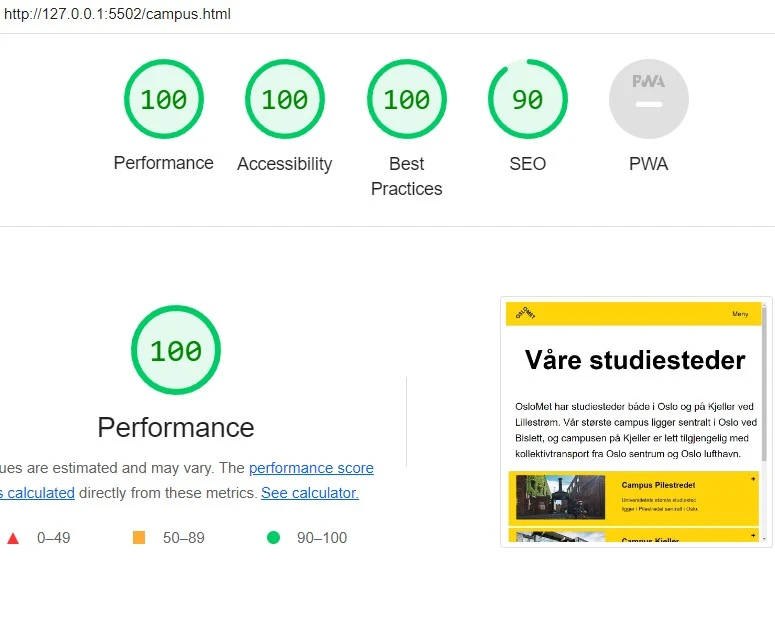 http://127.0.0.1:5502/campus.html
100
100
100
90
PWA
Performance
Accessibility
Best
Practices
SEO
PWA
100
Performance
ues are estimated and may vary. The performance score
s calculated directly from these metrics. See calculator.
0–49
50–89
90–100
OSLOMET
Meny
Våre studiesteder
OsloMet har studiesteder både i Oslo og på Kjeller ved
Lillestrøm. Vår største campus ligger sentralt i Oslo ved
Bislett, og campusen på Kjeller er lett tilgjengelig med
kollektivtransport fra Oslo sentrum og Oslo lufthavn.
Campus Pilestredet
Universitetets største studiested
ligger i Pilestredet sentralt i Oslo.
Campus Kjeller